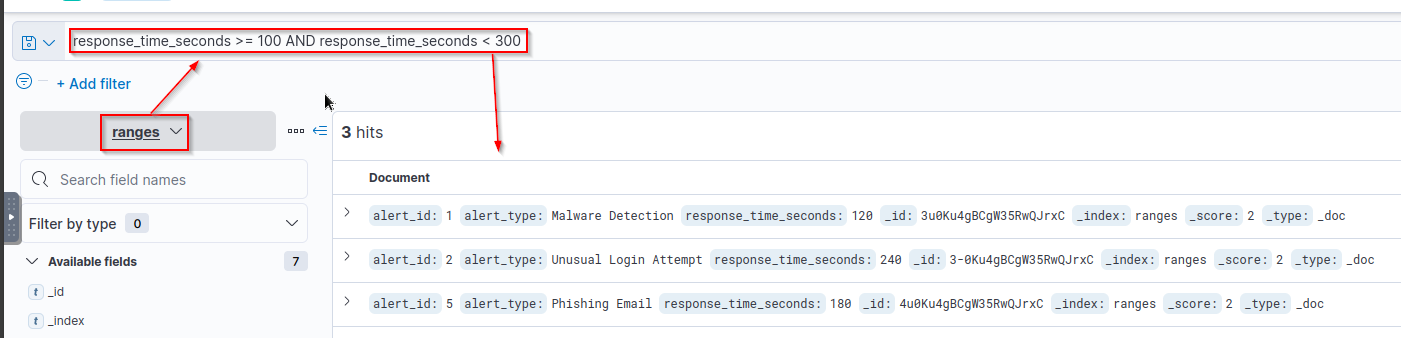 response_time_seconds >= 100 AND response_time_seconds < 300
+ Add filter
ranges
3 hits
Search field names
Document
Filter by type 0
alert_id: 1 alert_type: Malware Detection response_time_seconds: 120 _id: 3u0Ku4gBCgW35RwQJrxC _index: ranges _score: 2 _type: _doc
alert_id: 2 alert_type: Unusual Login Attempt response_time_seconds: 240 _id: 3-0Ku4gBCgW35RwQJrxC _index: ranges _score: 2 _type: _doc
alert_id: 5 alert_type: Phishing Email response_time_seconds: 180 _id: 4u0Ku4gBCgW35RwQJrxC _index: ranges _score: 2 _type: _doc
Available fields 7
t _id
t _index